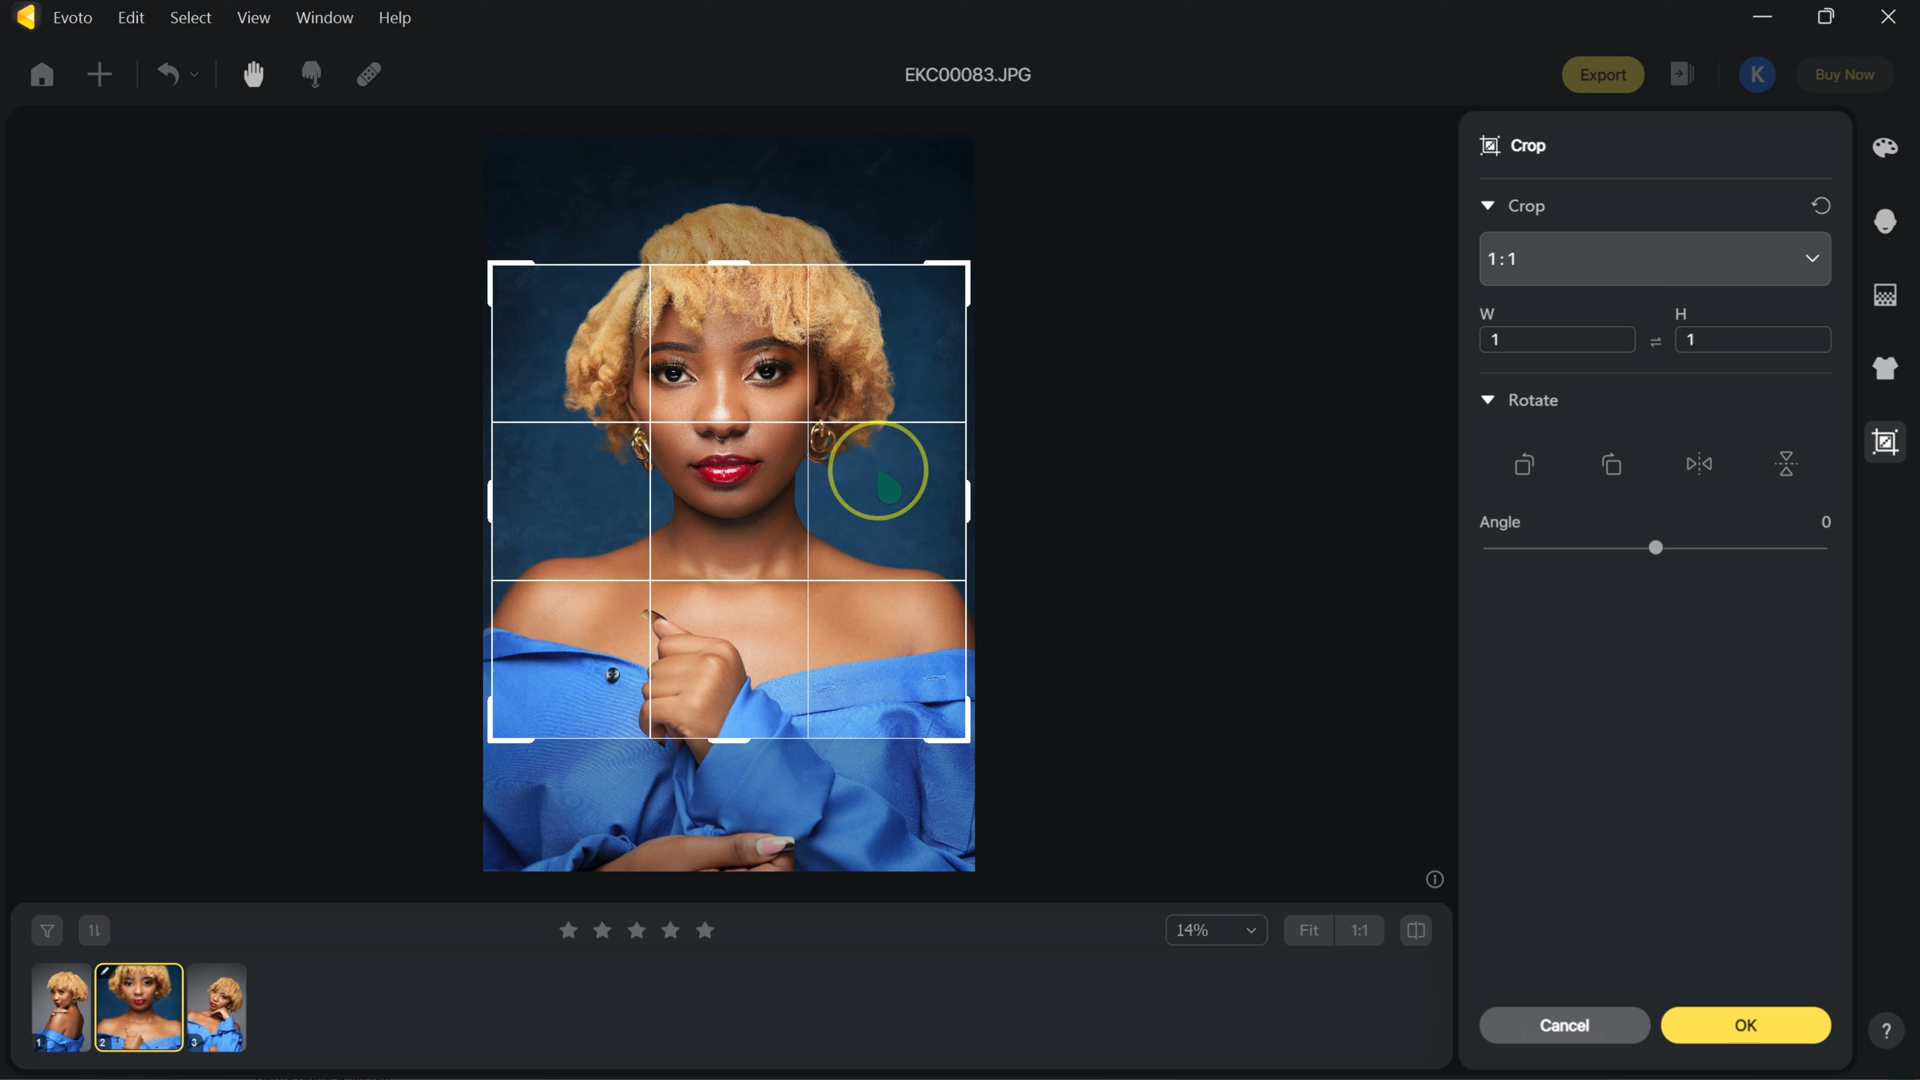 Evoto Edit Select View Window Help
EKC00083.JPG
Export
K
Buy Now
Crop
Crop
1:1
W H
1 1
Rotate
Angle 0
14%
Fit 1:1
1 2 3
Cancel OK
?